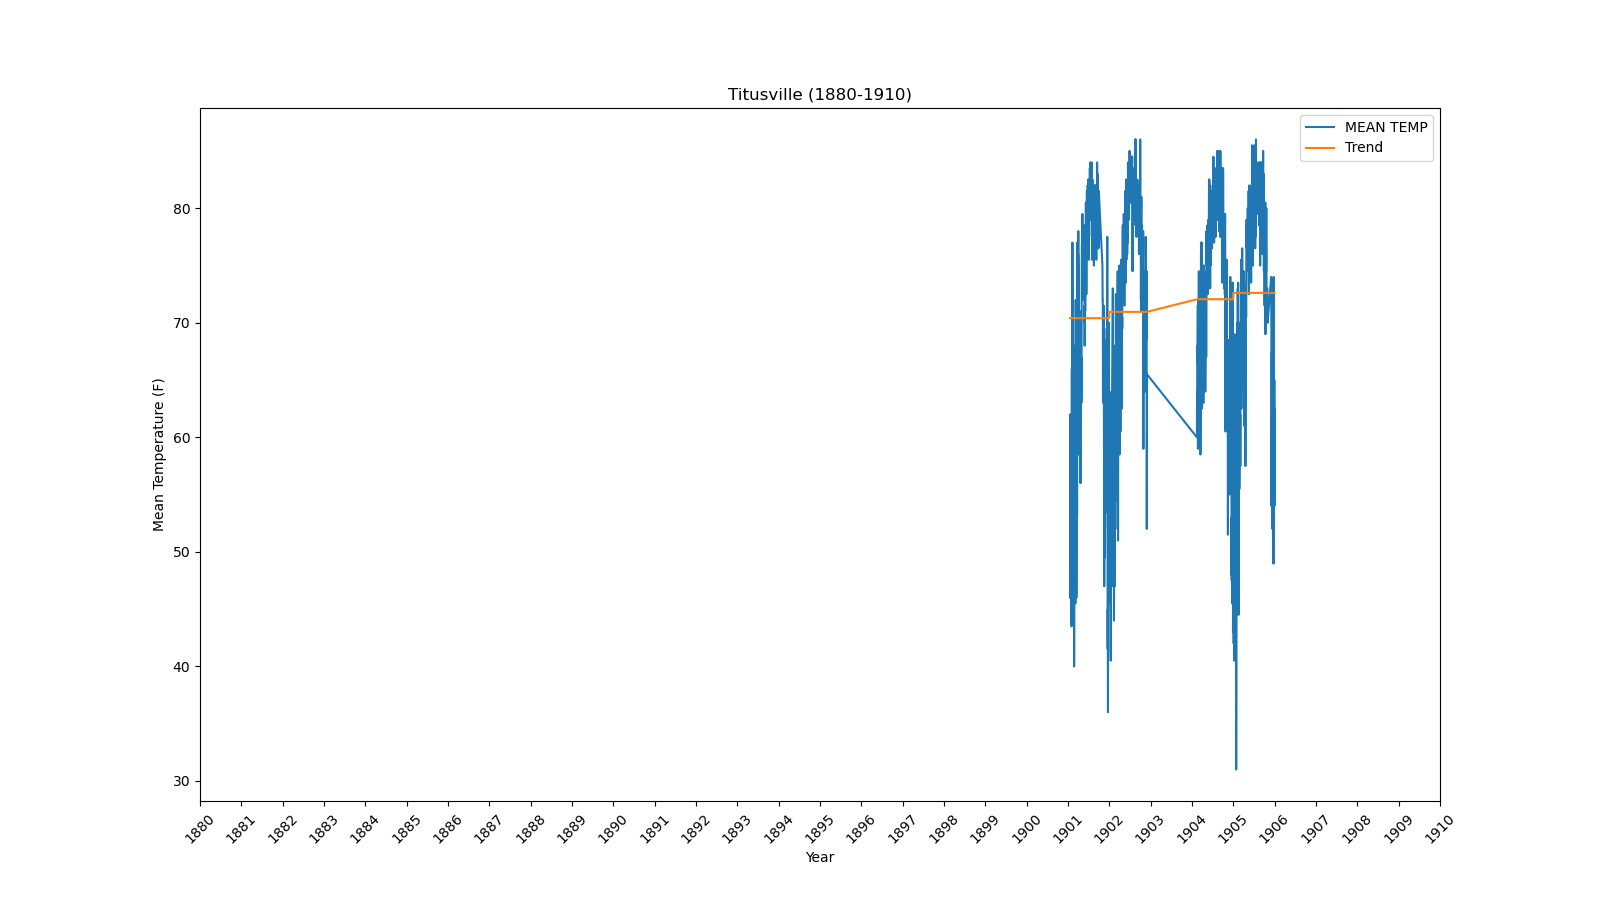 Titusville (1880-1910)
MEAN TEMP
Trend
Mean Temperature (F)
80
70
60
50
40
30
1880 1881 1882 1883 1884 1885 1886 1887 1888 1889 1890 1891 1892 1893 1894 1895 1896 1897 1898 1899 1900 1901 1902 1903 1904 1905 1906 1907 1908 1909 1910
Year